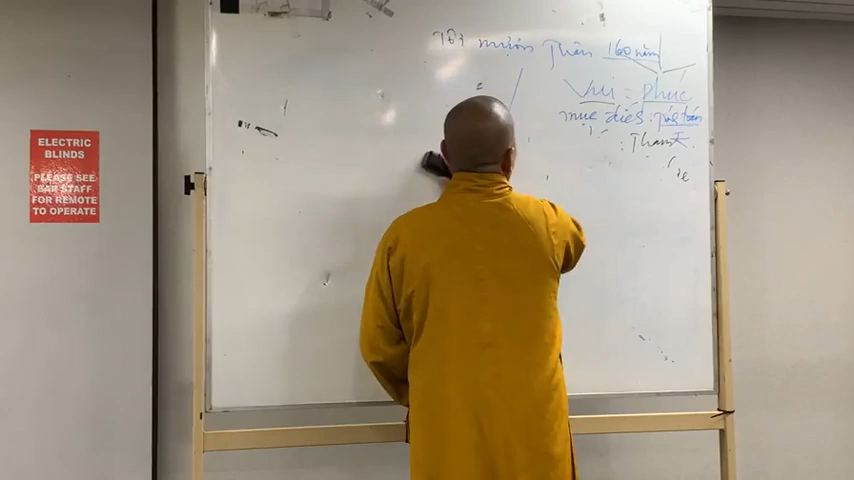 Tôi muốn Thân 160 năm
Vui = phúc
mục đích
ELECTRIC
BLINDS
PLEASE SEE
BAR STAFF
FOR REMOTE
TO OPERATE